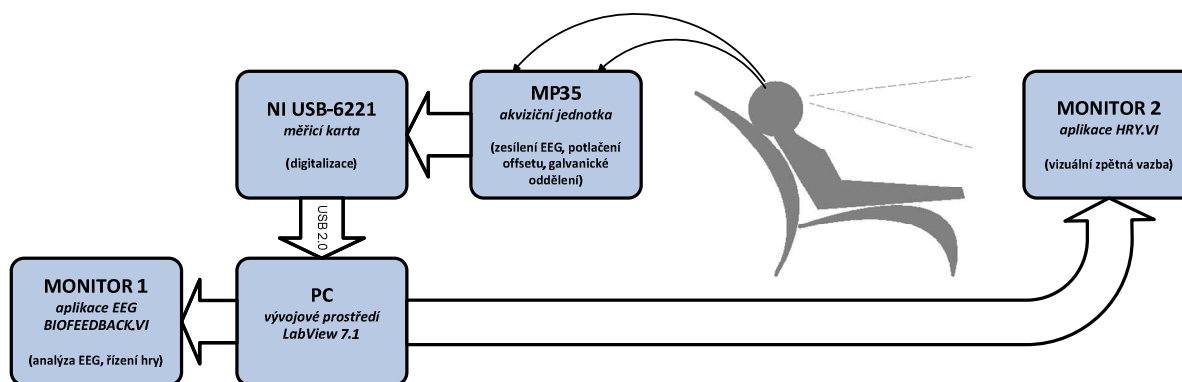 NI USB-6221
měřicí karta
(digitalizace)
MP35
akviziční jednotka
(zesílení EEG, potlačení
offsetu, galvanické
oddělení)
MONITOR 2
aplikace HRY.VI
(vizuální zpětná vazba)
USB 2.0
MONITOR 1
aplikace EEG
BIOFEEDBACK.VI
(analýza EEG, řízení hry)
PC
vývojové prostředí
LabView 7.1